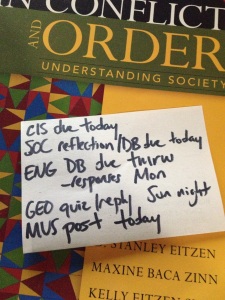 IN CONFLICT
AND ORDER
UNDERSTANDING SOCIETY
CIS due today
SOC reflection/DB due today
ENG DB due tmrw
-responses Mon
GEO quiz/reply Sun night
MUS post today
STANLEY EITZEN
MAXINE BACA ZINN
KELLY EITZEN